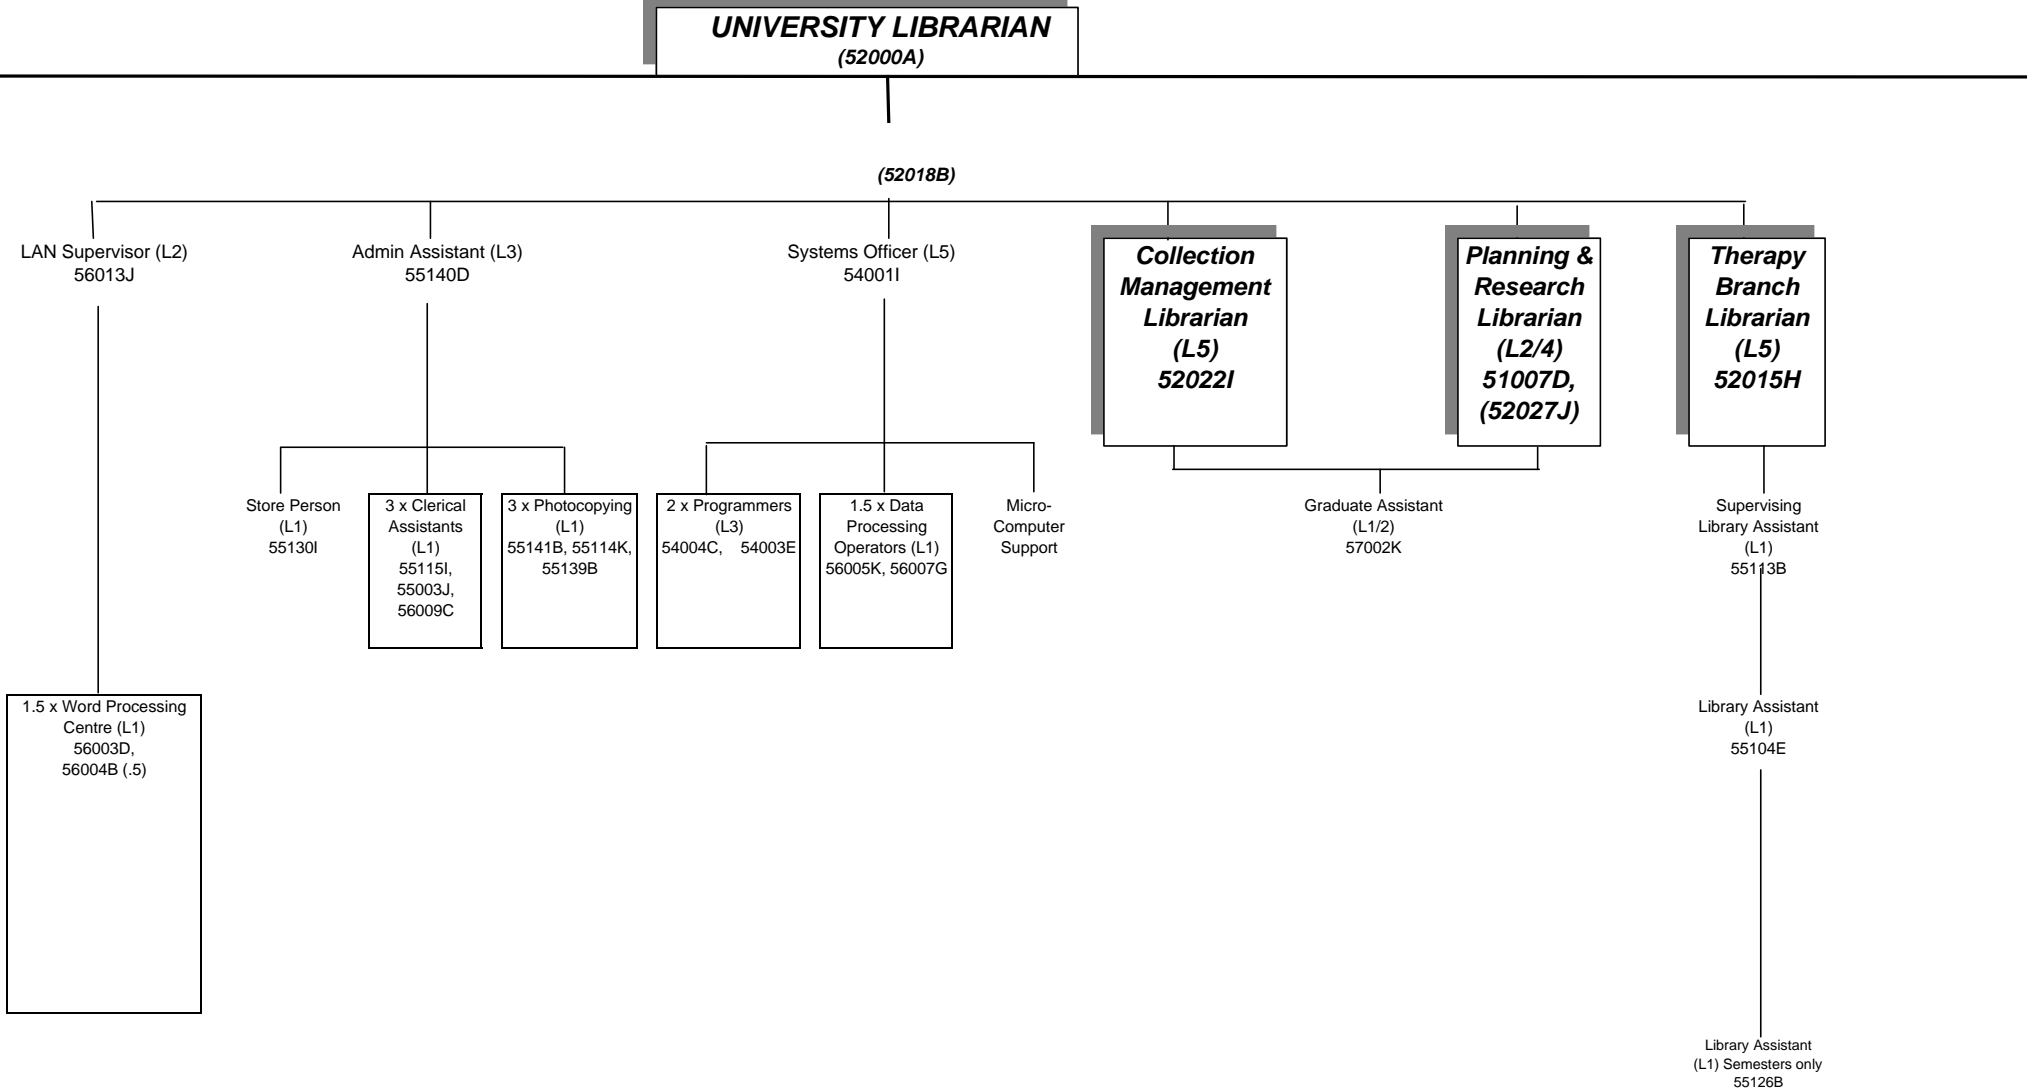 UNIVERSITY LIBRARIAN
(52000A)
(52018B)
LAN Supervisor (L2)
56013J
Admin Assistant (L3)
55140D
Systems Officer (L5)
54001I
Collection
Management
Librarian
(L5)
52022I
Planning &
Research
Librarian
(L2/4)
51007D,
(52027J)
Therapy
Branch
Librarian
(L5)
52015H
Store Person
(L1)
55130I
3 x Clerical
Assistants
(L1)
55115I,
55003J,
56009C
3 x Photocopying
(L1)
55141B, 55114K,
55139B
2 x Programmers
(L3)
54004C, 54003E
1.5 x Data
Processing
Operators (L1)
56005K, 56007G
Micro-
Computer
Support
Graduate Assistant
(L1/2)
57002K
Supervising
Library Assistant
(L1)
55113B
1.5 x Word Processing
Centre (L1)
56003D,
56004B (.5)
Library Assistant
(L1)
55104E
Library Assistant
(L1) Semesters only
55126B